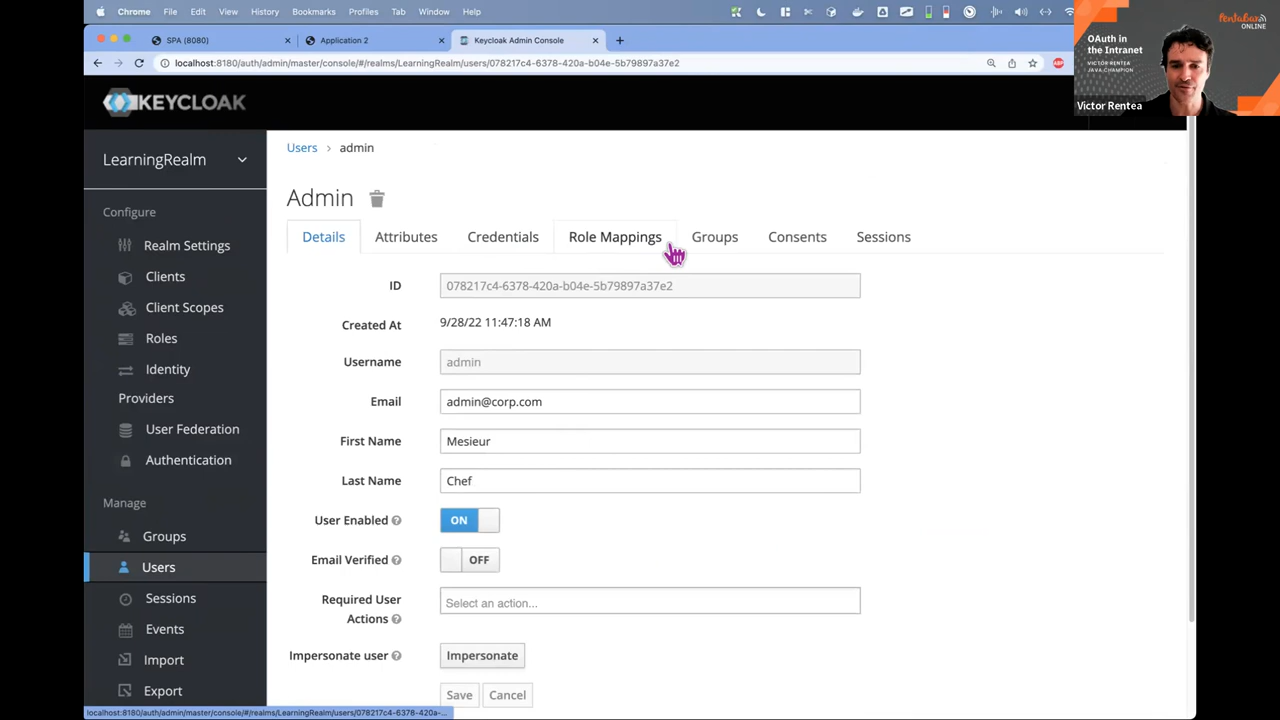 Chrome File Edit View History Bookmarks Profiles Tab Window Help
SPA (8080) × Application 2 × Keycloak Admin Console × +
localhost:8180/auth/admin/master/console/#/realms/LearningRealm/users/078217c4-6378-420a-b04e-5b79897a37e2
ABP
Pentabar
ONLINE
OAuth in
the Intranet
VICTOR RENTEA
JAVA CHAMPION
Victor Rentea
KEYCLOAK
LearningRealm
Configure
Realm Settings
Clients
Client Scopes
Roles
Identity
Providers
User Federation
Authentication
Manage
Groups
Users
Sessions
Events
Import
Export
Users > admin
Admin
Details Attributes Credentials Role Mappings Groups Consents Sessions
ID 078217c4-6378-420a-b04e-5b79897a37e2
Created At 9/28/22 11:47:18 AM
Username admin
Email admin@corp.com
First Name Mesieur
Last Name Chef
User Enabled ON
Email Verified OFF
Required User
Actions Select an action...
Impersonate user Impersonate
Save Cancel
localhost:8180/auth/admin/master/console/#/realms/LearningRealm/users/078217c4-6378-420a-...